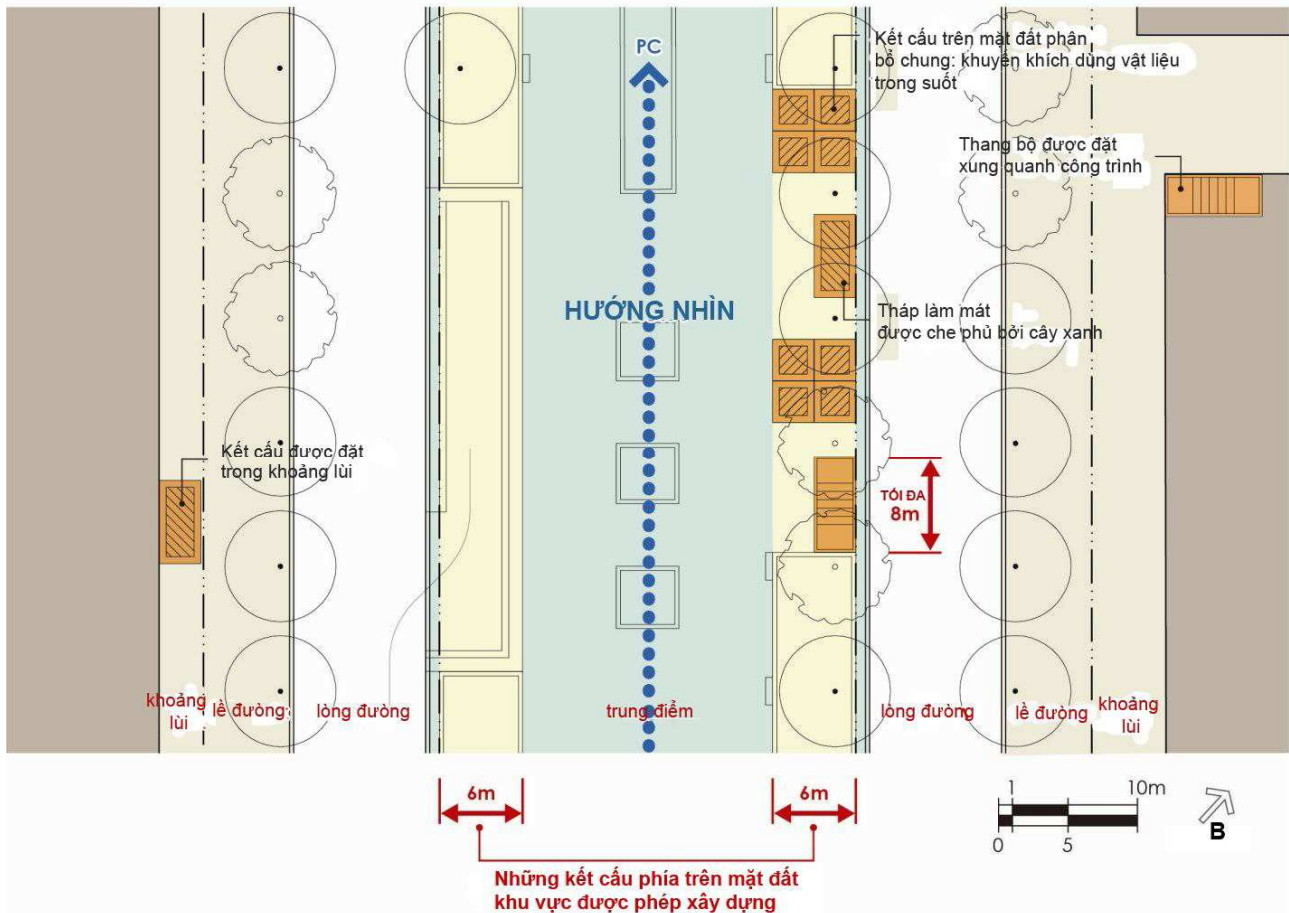 PC
Kết cấu trên mặt đất phân
bổ chung: khuyến khích dùng vật liệu
trong suốt
Thang bộ được đặt
xung quanh công trình
HƯỚNG NHÌN
Tháp làm mát
được che phủ bởi cây xanh
Kết cấu được đặt
trong khoảng lùi
TỐI ĐA
8m
khoảng
lùi
lề đường
lòng đường
trung điểm
lòng đường
lề đường
khoảng
lùi
6m
6m
1
10m
0
5
B
Những kết cấu phía trên mặt đất
khu vực được phép xây dựng